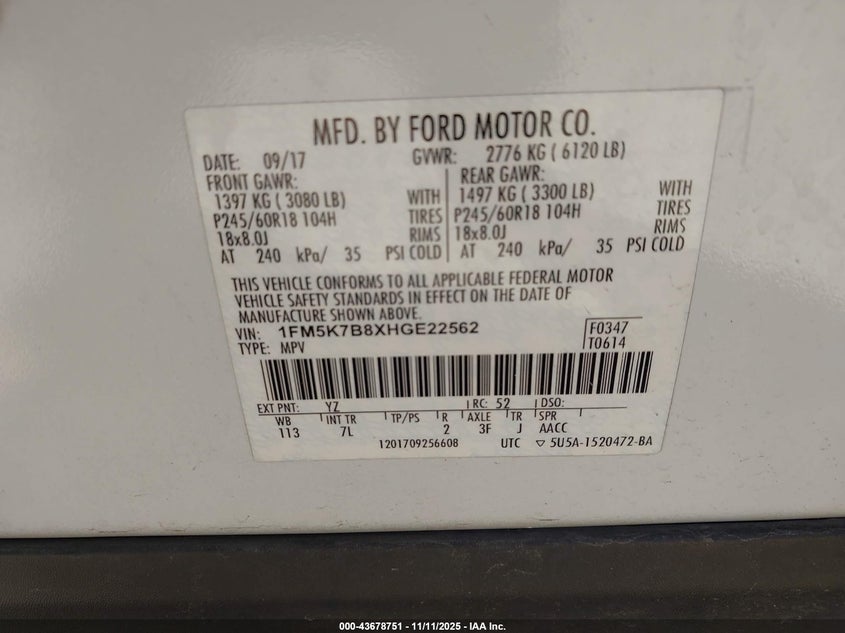 MFD. BY FORD MOTOR CO.
DATE: 09/17 GVWR: 2776 KG ( 6120 LB)
FRONT GAWR: REAR GAWR:
1397 KG ( 3080 LB) WITH 1497 KG ( 3300 LB) WITH
P245/60R18 104H TIRES P245/60R18 104H TIRES
18x8.0J RIMS 18x8.0J RIMS
AT 240 kPa/ 35 PSI COLD AT 240 kPa/ 35 PSI COLD
THIS VEHICLE CONFORMS TO ALL APPLICABLE FEDERAL MOTOR
VEHICLE SAFETY STANDARDS IN EFFECT ON THE DATE OF
MANUFACTURE SHOWN ABOVE.
VIN: 1FM5K7B8XHGE22562 F0347
TYPE: MPV T0614
EXT PNT: YZ RC: 52 DSO:
WB INT TR TP/PS R AXLE TR SPR
113 7L 2 3F J AACC
1201709256608 UTC ▽ 5U5A-1520472-BA
000-43678751 - 11/11/2025 - IAA Inc.